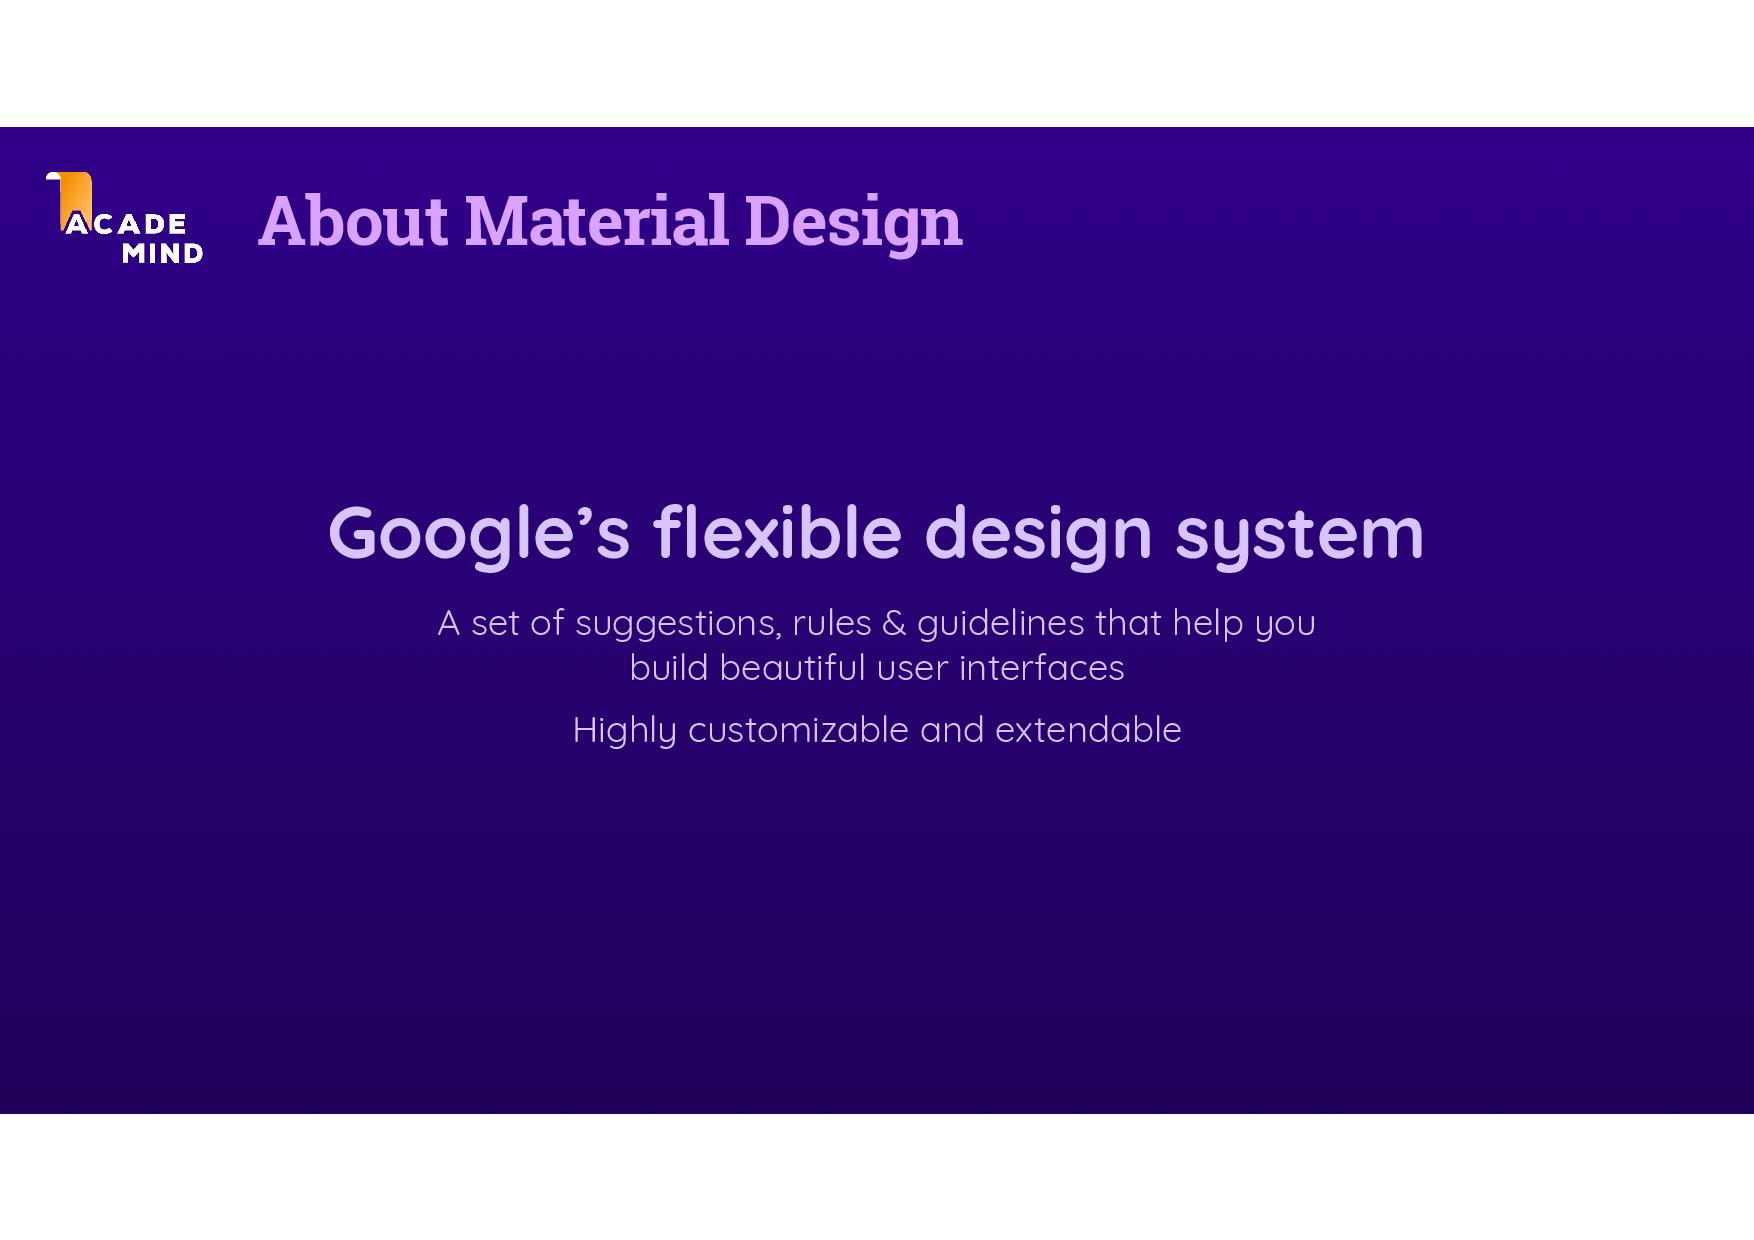 ACADE
MIND
About Material Design
Google’s flexible design system
A set of suggestions, rules & guidelines that help you
build beautiful user interfaces
Highly customizable and extendable